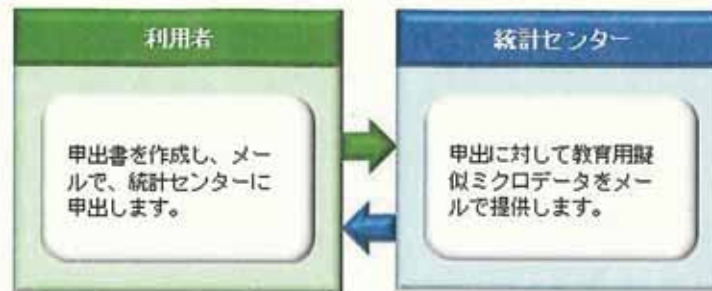 利用者
申出書を作成し、メー
ルで、統計センターに
申出します。
統計センター
申出に対して教育用擬
似ミクロデータをメー
ルで提供します。